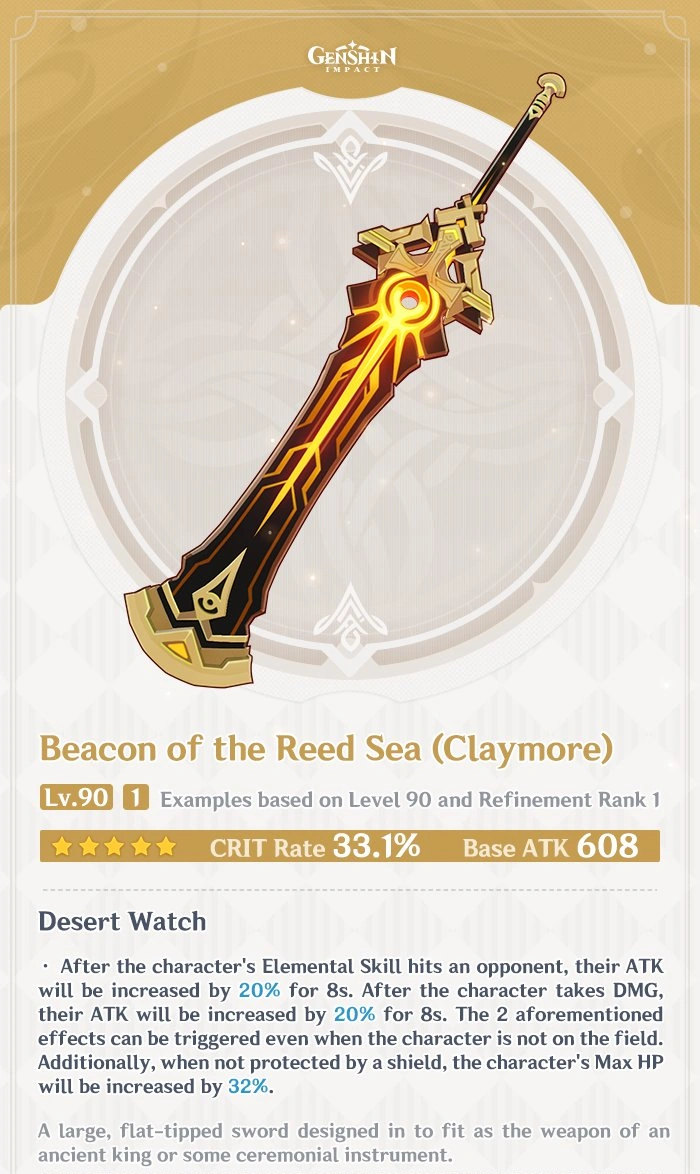 GENSHIN
IMPACT
Beacon of the Reed Sea (Claymore)
Lv.90 1 Examples based on Level 90 and Refinement Rank 1
CRIT Rate 33.1% Base ATK 608
Desert Watch
· After the character's Elemental Skill hits an opponent, their ATK
will be increased by 20% for 8s. After the character takes DMG,
their ATK will be increased by 20% for 8s. The 2 aforementioned
effects can be triggered even when the character is not on the field.
Additionally, when not protected by a shield, the character's Max HP
will be increased by 32%.
A large, flat-tipped sword designed in to fit as the weapon of an
ancient king or some ceremonial instrument.